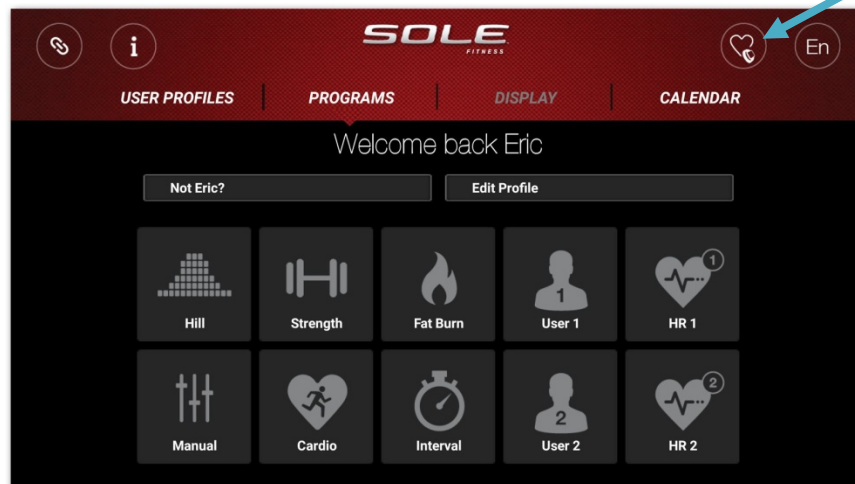 i
SOLE
FITNESS
En
USER PROFILES
PROGRAMS
DISPLAY
CALENDAR
Welcome back Eric
Not Eric?
Edit Profile
1
1
Hill
Strength
Fat Burn
User 1
HR 1
2
2
Manual
Cardio
Interval
User 2
HR 2